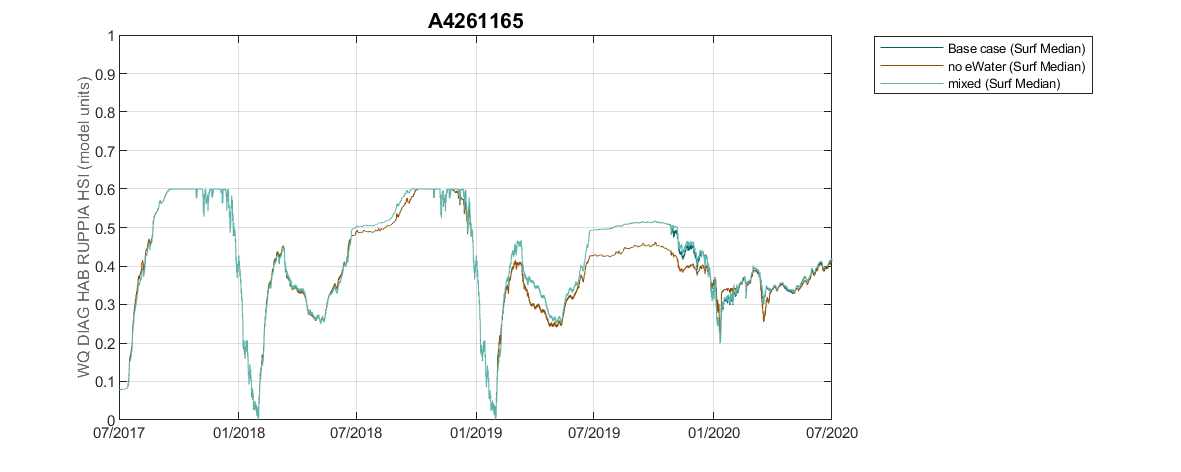 A4261165
1
0.9
0.8
0.7
0.6
0.5
0.4
0.3
0.2
0.1
0
WQ DIAG HAB RUPPIA HSI (model units)
07/2017 01/2018 07/2018 01/2019 07/2019 01/2020 07/2020
Base case (Surf Median)
no eWater (Surf Median)
mixed (Surf Median)